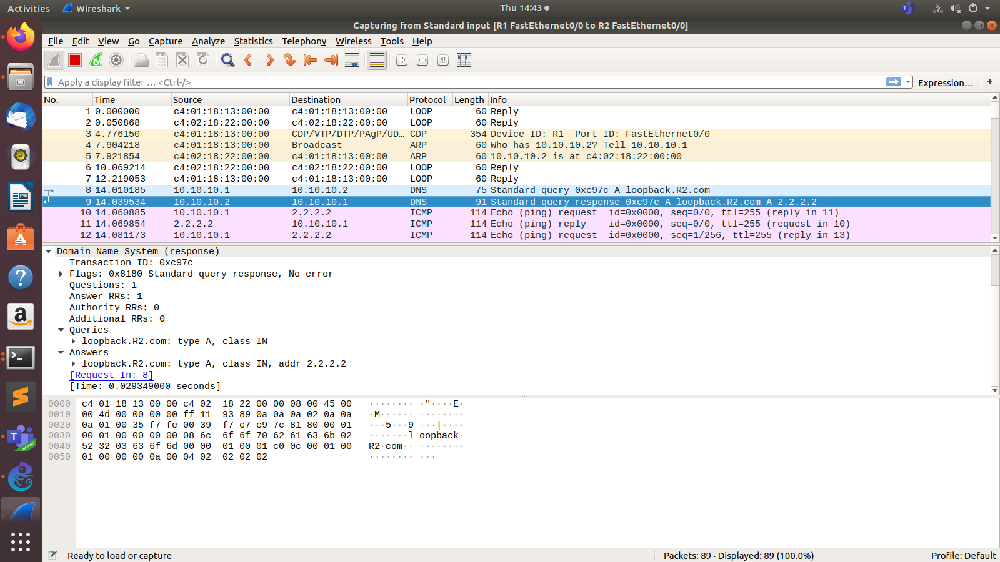 Activities Wireshark Thu 14:43
Capturing from Standard input [R1 FastEthernet0/0 to R2 FastEthernet0/0]
File Edit View Go Capture Analyze Statistics Telephony Wireless Tools Help
Apply a display filter … <Ctrl-/> Expression… +
No. Time Source Destination Protocol Length Info
1 0.000000 c4:01:18:13:00:00 c4:01:18:13:00:00 LOOP 60 Reply
2 0.050868 c4:02:18:22:00:00 c4:02:18:22:00:00 LOOP 60 Reply
3 4.776150 c4:01:18:13:00:00 CDP/VTP/DTP/PAgP/UD… CDP 354 Device ID: R1 Port ID: FastEthernet0/0
4 7.904218 c4:01:18:13:00:00 Broadcast ARP 60 Who has 10.10.10.2? Tell 10.10.10.1
5 7.921854 c4:02:18:22:00:00 c4:01:18:13:00:00 ARP 60 10.10.10.2 is at c4:02:18:22:00:00
6 10.069214 c4:02:18:22:00:00 c4:02:18:22:00:00 LOOP 60 Reply
7 12.219053 c4:01:18:13:00:00 c4:01:18:13:00:00 LOOP 60 Reply
8 14.010185 10.10.10.1 10.10.10.2 DNS 75 Standard query 0xc97c A loopback.R2.com
9 14.039534 10.10.10.2 10.10.10.1 DNS 91 Standard query response 0xc97c A loopback.R2.com A 2.2.2.2
10 14.060885 10.10.10.1 2.2.2.2 ICMP 114 Echo (ping) request id=0x0000, seq=0/0, ttl=255 (reply in 11)
11 14.069854 2.2.2.2 10.10.10.1 ICMP 114 Echo (ping) reply id=0x0000, seq=0/0, ttl=255 (request in 10)
12 14.081173 10.10.10.1 2.2.2.2 ICMP 114 Echo (ping) request id=0x0000, seq=1/256, ttl=255 (reply in 13)
Domain Name System (response)
Transaction ID: 0xc97c
Flags: 0x8180 Standard query response, No error
Questions: 1
Answer RRs: 1
Authority RRs: 0
Additional RRs: 0
Queries
loopback.R2.com: type A, class IN
Answers
loopback.R2.com: type A, class IN, addr 2.2.2.2
[Request In: 8]
[Time: 0.029349000 seconds]
0000 c4 01 18 13 00 00 c4 02 18 22 00 00 08 00 45 00 ········ ·"····E·
0010 00 4d 00 00 00 00 ff 11 93 89 0a 0a 0a 02 0a 0a ·M······ ········
0020 0a 01 00 35 f7 fe 00 39 f7 c7 c9 7c 81 80 00 01 ···5···9 ···|····
0030 00 01 00 00 00 00 08 6c 6f 6f 70 62 61 63 6b 02 ·······l oopback·
0040 52 32 03 63 6f 6d 00 00 01 00 01 c0 0c 00 01 00 R2·com·· ········
0050 01 00 00 00 0a 00 04 02 02 02 02 ········ ···
Ready to load or capture Packets: 89 · Displayed: 89 (100.0%) Profile: Default